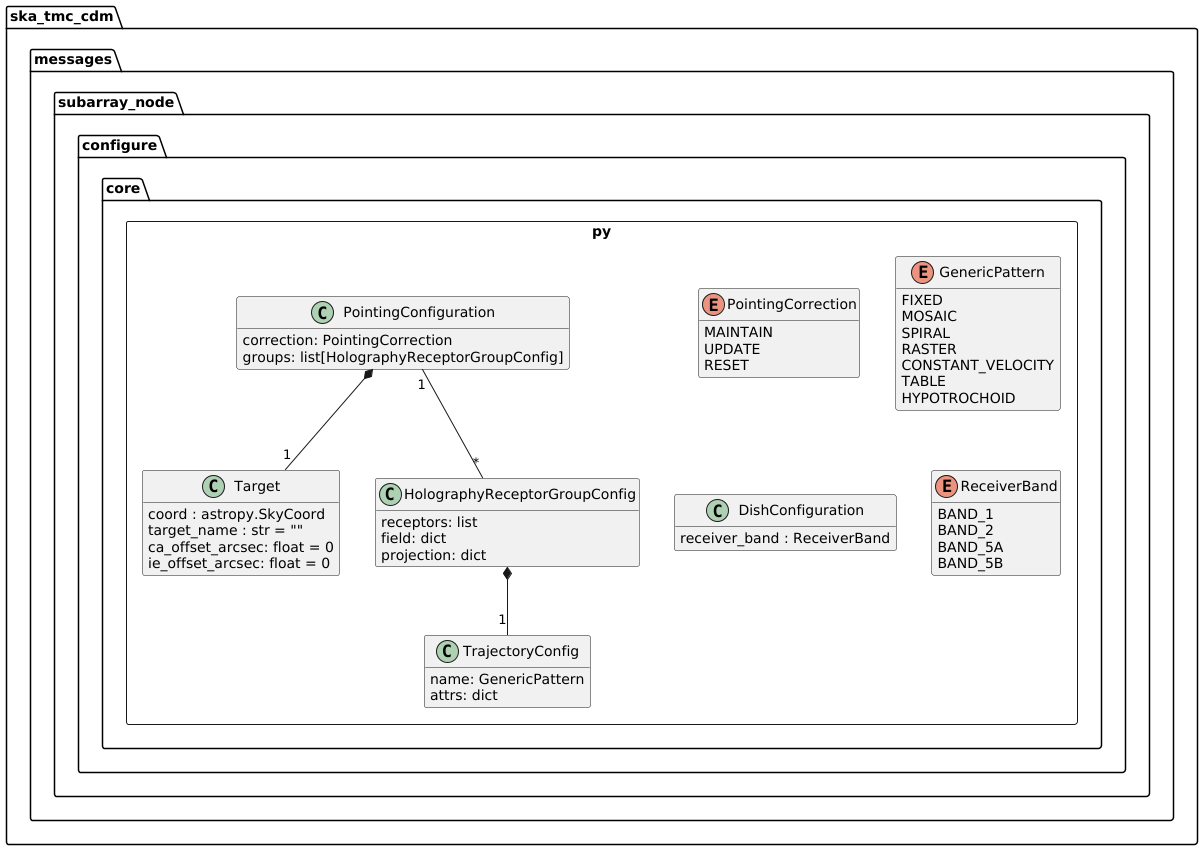 ska_tmc_cdm
messages
subarray_node
configure
core
py
C PointingConfiguration
correction: PointingCorrection
groups: list[HolographyReceptorGroupConfig]
E PointingCorrection
MAINTAIN
UPDATE
RESET
E GenericPattern
FIXED
MOSAIC
SPIRAL
RASTER
CONSTANT_VELOCITY
TABLE
HYPOTROCHOID
1
1
*
C Target
coord : astropy.SkyCoord
target_name : str = ""
ca_offset_arcsec: float = 0
ie_offset_arcsec: float = 0
C HolographyReceptorGroupConfig
receptors: list
field: dict
projection: dict
C DishConfiguration
receiver_band : ReceiverBand
E ReceiverBand
BAND_1
BAND_2
BAND_5A
BAND_5B
1
C TrajectoryConfig
name: GenericPattern
attrs: dict